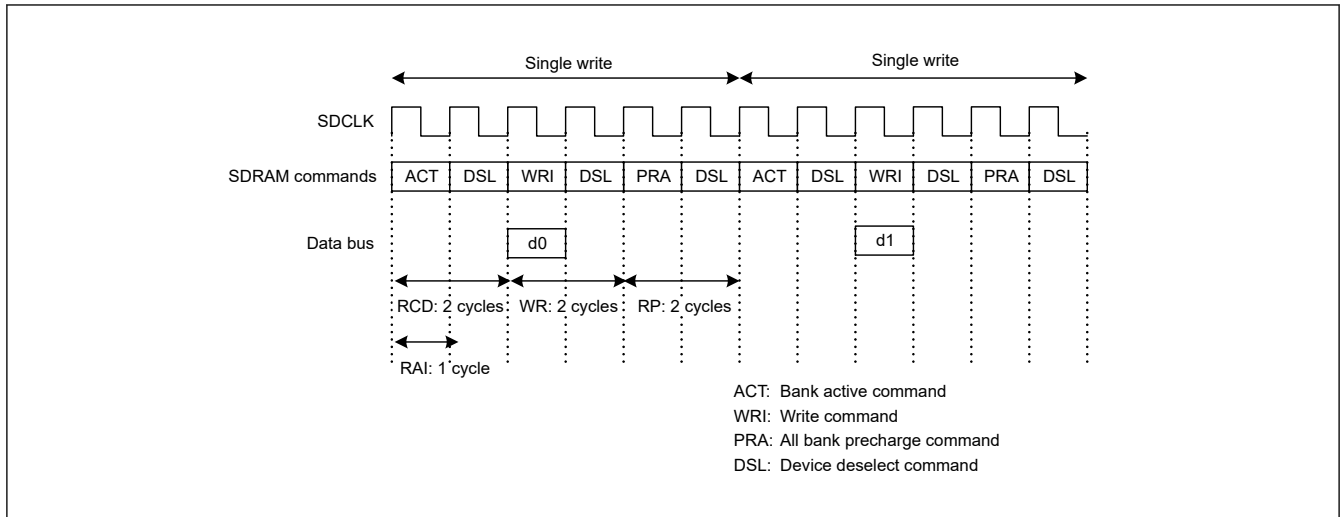 Single write Single write
SDCLK
SDRAM commands ACT DSL WRI DSL PRA DSL ACT DSL WRI DSL PRA DSL
Data bus d0 d1
RCD: 2 cycles WR: 2 cycles RP: 2 cycles
RAI: 1 cycle
ACT: Bank active command
WRI: Write command
PRA: All bank precharge command
DSL: Device deselect command